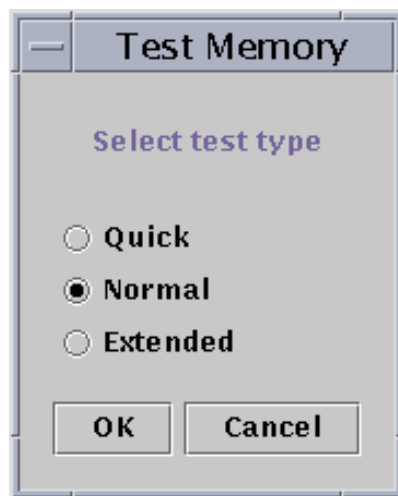 Test Memory
Select test type
Quick
Normal
Extended
OK Cancel